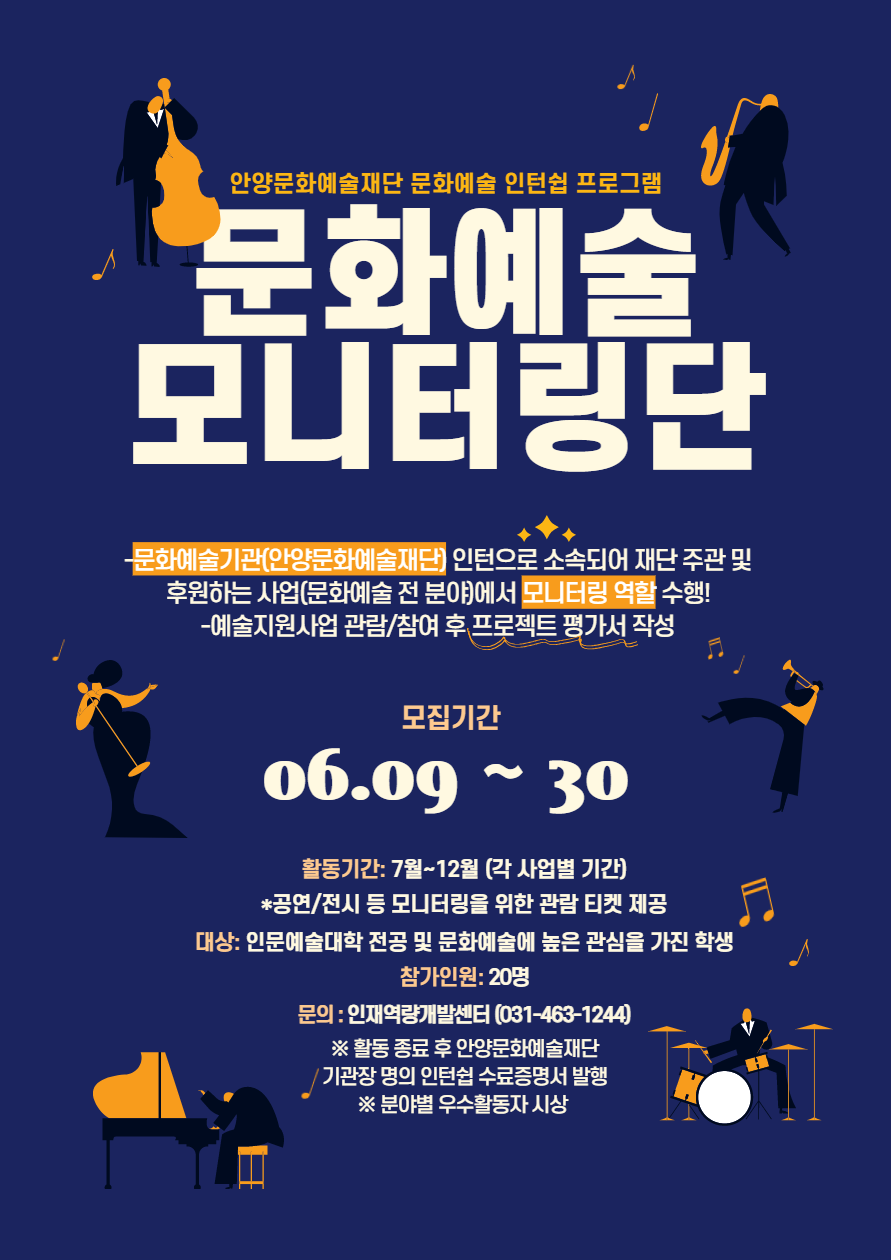 안양문화예술재단 문화예술 인턴쉽 프로그램
문화예술
모니터링단
-문화예술기관(안양문화예술재단) 인턴으로 소속되어 재단 주관 및
후원하는 사업(문화예술 전 분야)에서 모니터링 역할 수행!
-예술지원사업 관람/참여 후 프로젝트 평가서 작성
모집기간
06.09 ~ 30
활동기간: 7월~12월 (각 사업별 기간)
*공연/전시 등 모니터링을 위한 관람 티켓 제공
대상: 인문예술대학 전공 및 문화예술에 높은 관심을 가진 학생
참가인원: 20명
문의 : 인재역량개발센터 (031-463-1244)
※ 활동 종료 후 안양문화예술재단
기관장 명의 인턴쉽 수료증명서 발행
※ 분야별 우수활동자 시상